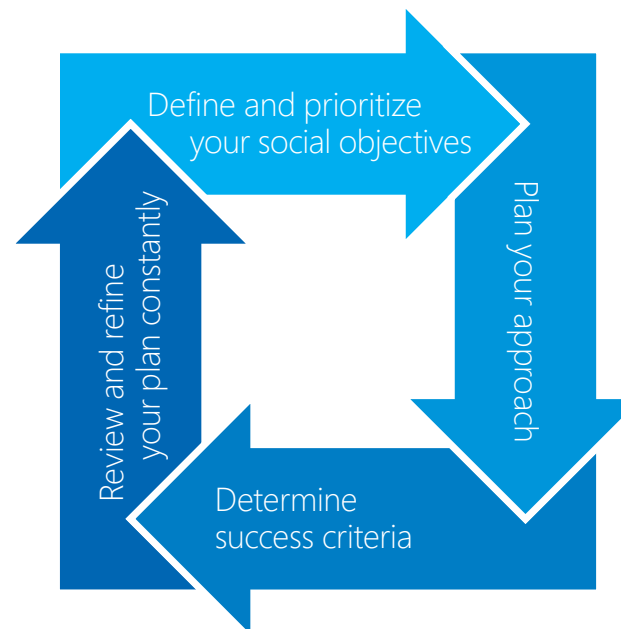 Define and prioritize
your social objectives
Plan your approach
Determine
success criteria
Review and refine
your plan constantly